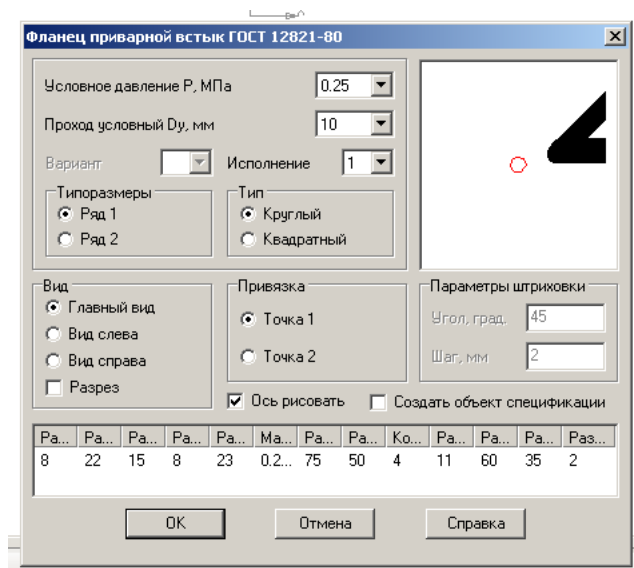 Фланец приварной встык ГОСТ 12821-80
Условное давление P, МПа 0.25
Проход условный Dy, мм 10
Вариант Исполнение 1
Типоразмеры
Ряд 1
Ряд 2
Тип
Круглый
Квадратный
Вид
Главный вид
Вид слева
Вид справа
Разрез
Привязка
Точка 1
Точка 2
Параметры штриховки
Угол, град. 45
Шаг, мм 2
Ось рисовать Создать объект спецификации
Ра... Ра... Ра... Ра... Ра... Ма... Ра... Ра... Ко... Ра... Ра... Ра... Раз...
8 22 15 8 23 0.2... 75 50 4 11 60 35 2
OK Отмена Справка